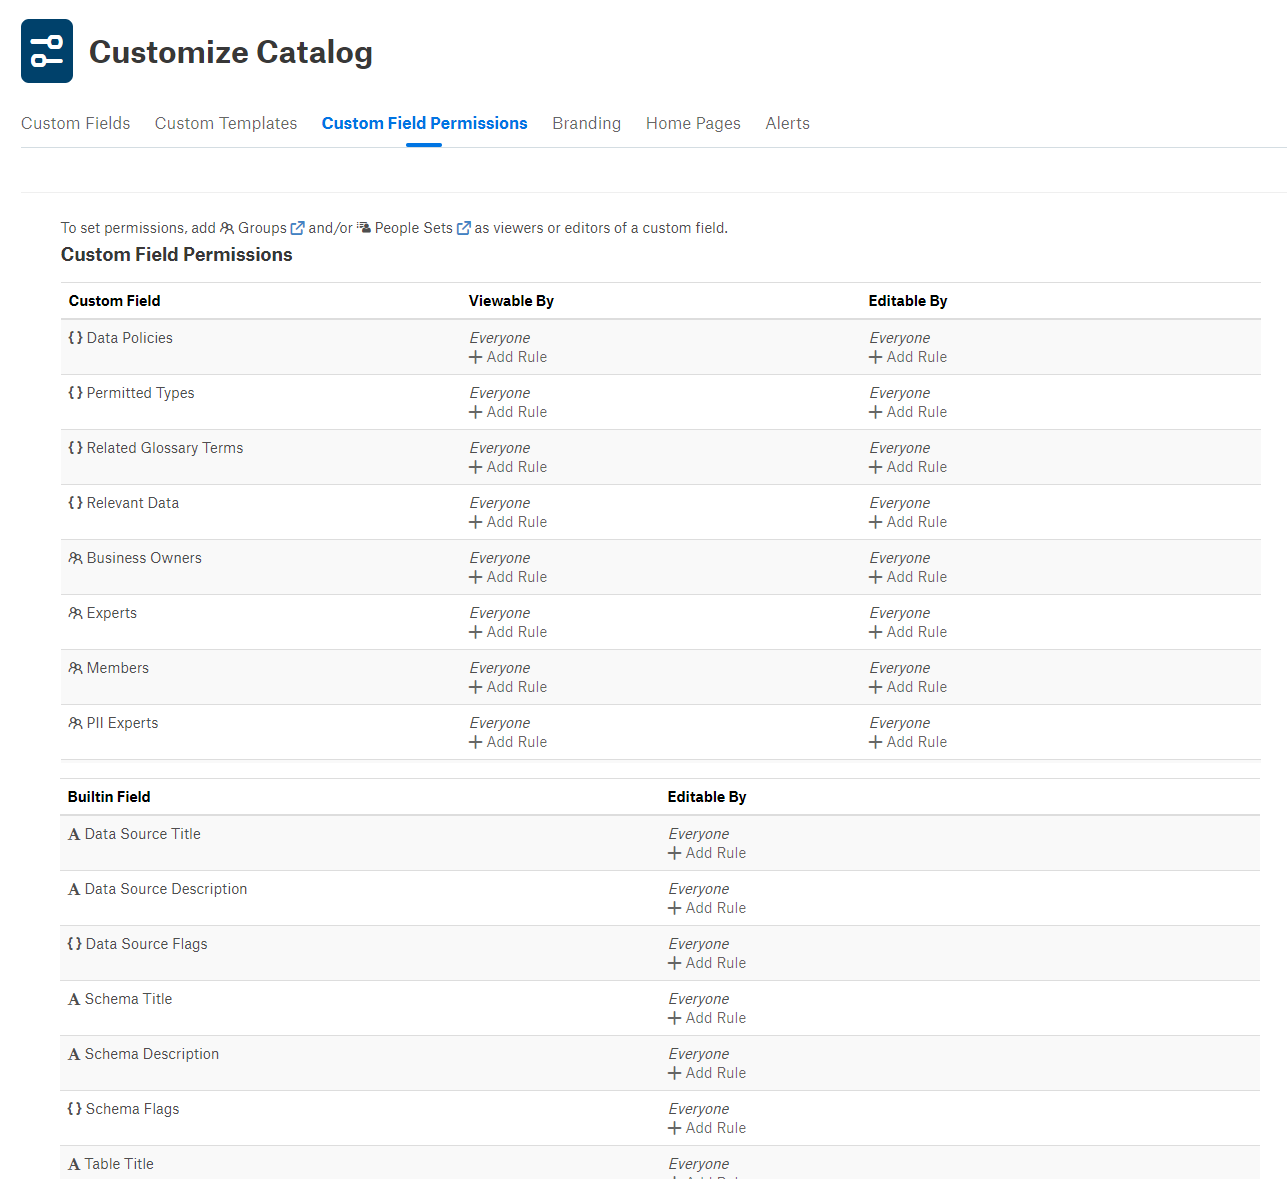 Customize Catalog
Custom Fields Custom Templates Custom Field Permissions Branding Home Pages Alerts
To set permissions, add Groups and/or People Sets as viewers or editors of a custom field.
Custom Field Permissions
Custom Field Viewable By Editable By
{ } Data Policies Everyone Everyone
+ Add Rule + Add Rule
{ } Permitted Types Everyone Everyone
+ Add Rule + Add Rule
{ } Related Glossary Terms Everyone Everyone
+ Add Rule + Add Rule
{ } Relevant Data Everyone Everyone
+ Add Rule + Add Rule
Business Owners Everyone Everyone
+ Add Rule + Add Rule
Experts Everyone Everyone
+ Add Rule + Add Rule
Members Everyone Everyone
+ Add Rule + Add Rule
PII Experts Everyone Everyone
+ Add Rule + Add Rule
Builtin Field Editable By
A Data Source Title Everyone
+ Add Rule
A Data Source Description Everyone
+ Add Rule
{ } Data Source Flags Everyone
+ Add Rule
A Schema Title Everyone
+ Add Rule
A Schema Description Everyone
+ Add Rule
{ } Schema Flags Everyone
+ Add Rule
A Table Title Everyone